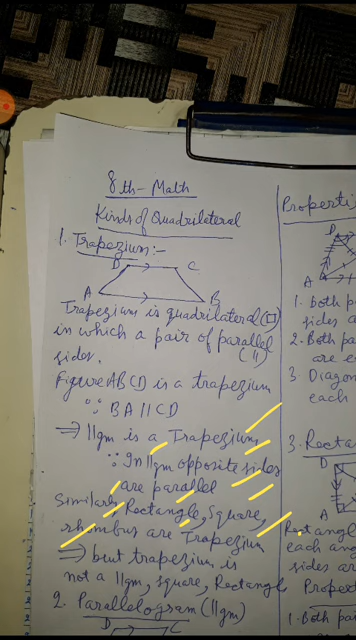 8th-Math
Kinds of Quadrilateral
1. Trapezium:-
D C
A B
Trapezium is quadrilateral (□)
in which a pair of parallel
(||)
sides.
Figure ABCD is a trapezium
∵ BA || CD
⇒ ||gm is a Trapezium
∵ In ||gm opposite sides
are parallel
Similarly Rectangle, Square,
rhombus are Trapezium
⇒ but trapezium is
not a ||gm, Square, Rectangle
2. Parallelogram (||gm)
D C
Properti
D
A
1. Both p
sides a
2. Both pa
are e
3. Diagon
each
3. Recta
D
A
Rectangl
each ang
sides ar
Propert
1. Both pai